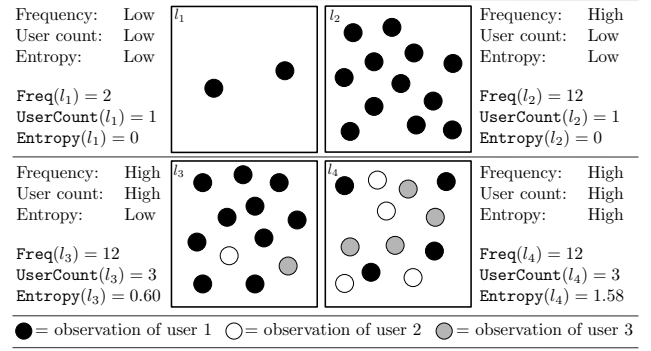 Frequency: Low
User count: Low
Entropy: Low
Freq(l₁) = 2
UserCount(l₁) = 1
Entropy(l₁) = 0
l₁
l₂
Frequency: High
User count: Low
Entropy: Low
Freq(l₂) = 12
UserCount(l₂) = 1
Entropy(l₂) = 0
Frequency: High
User count: High
Entropy: Low
Freq(l₃) = 12
UserCount(l₃) = 3
Entropy(l₃) = 0.60
l₃
l₄
Frequency: High
User count: High
Entropy: High
Freq(l₄) = 12
UserCount(l₄) = 3
Entropy(l₄) = 1.58
= observation of user 1 = observation of user 2 = observation of user 3